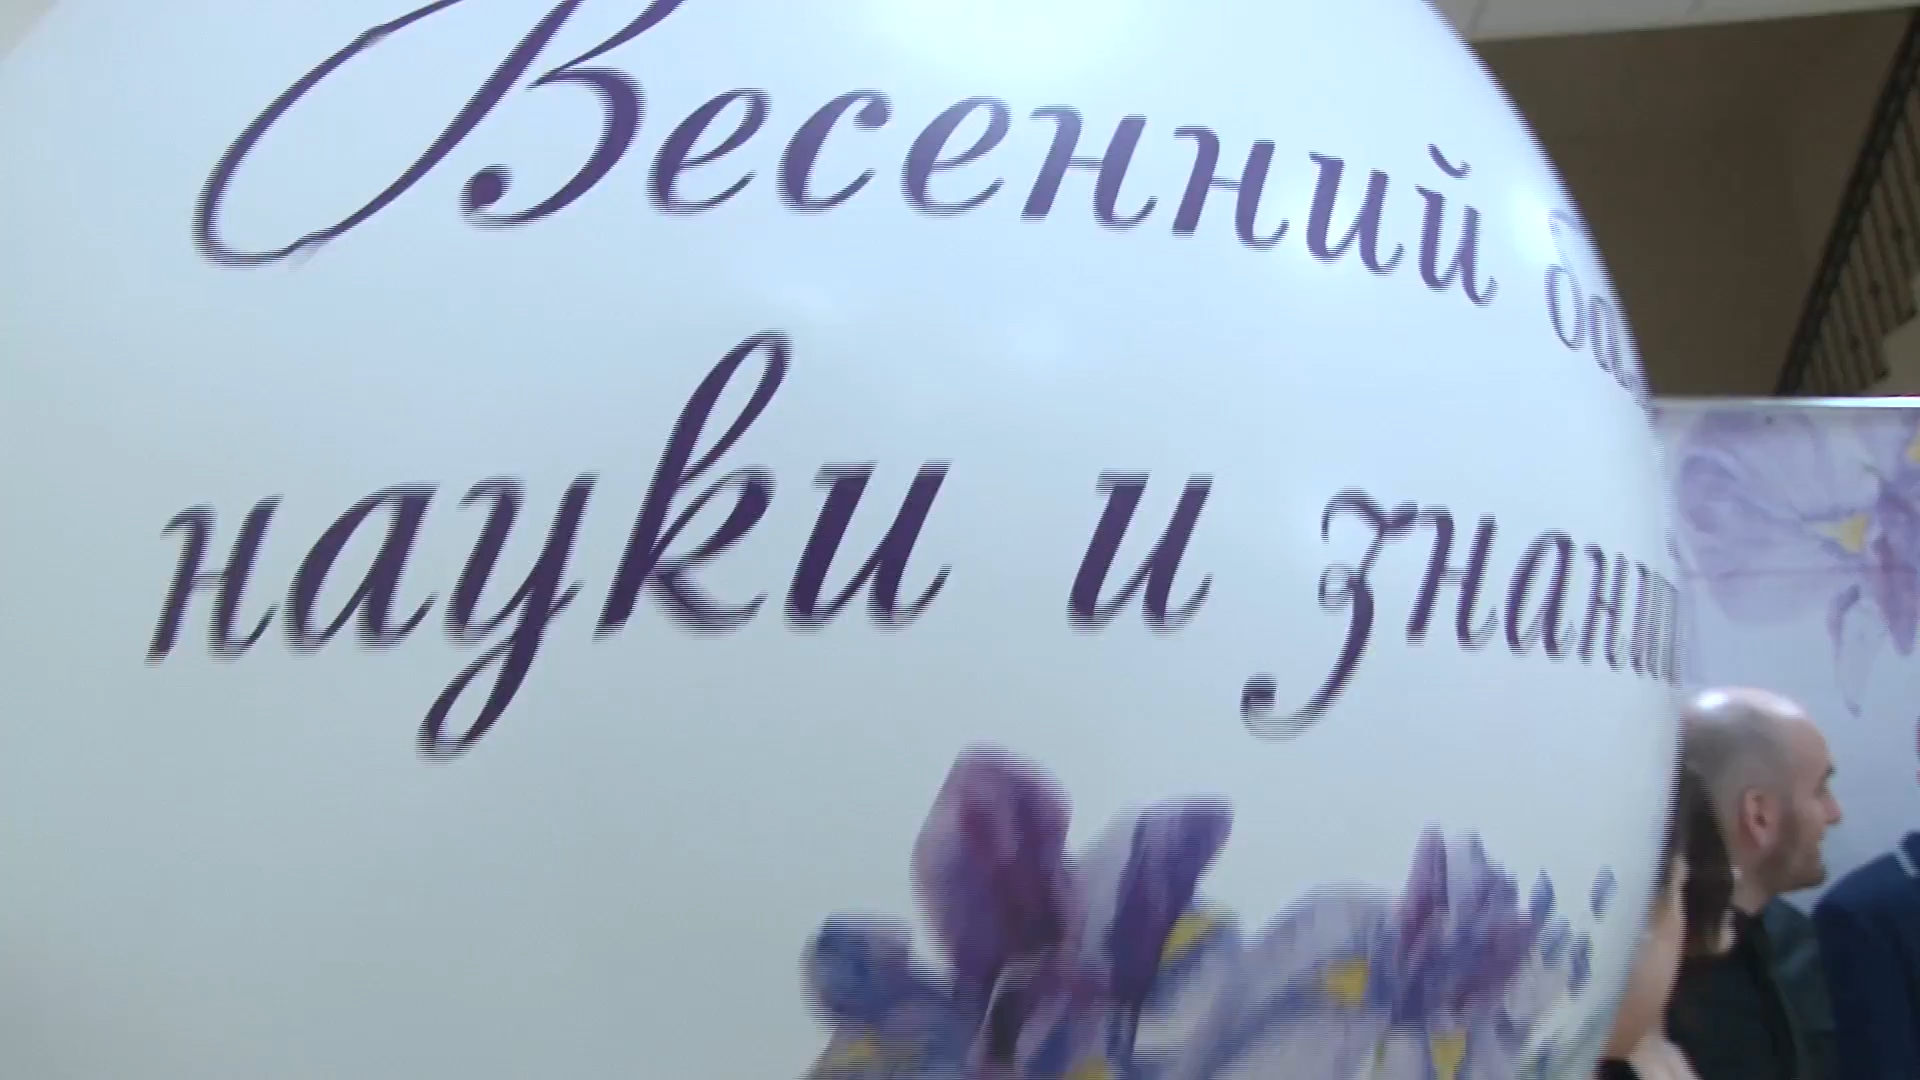 Весенний
науки и